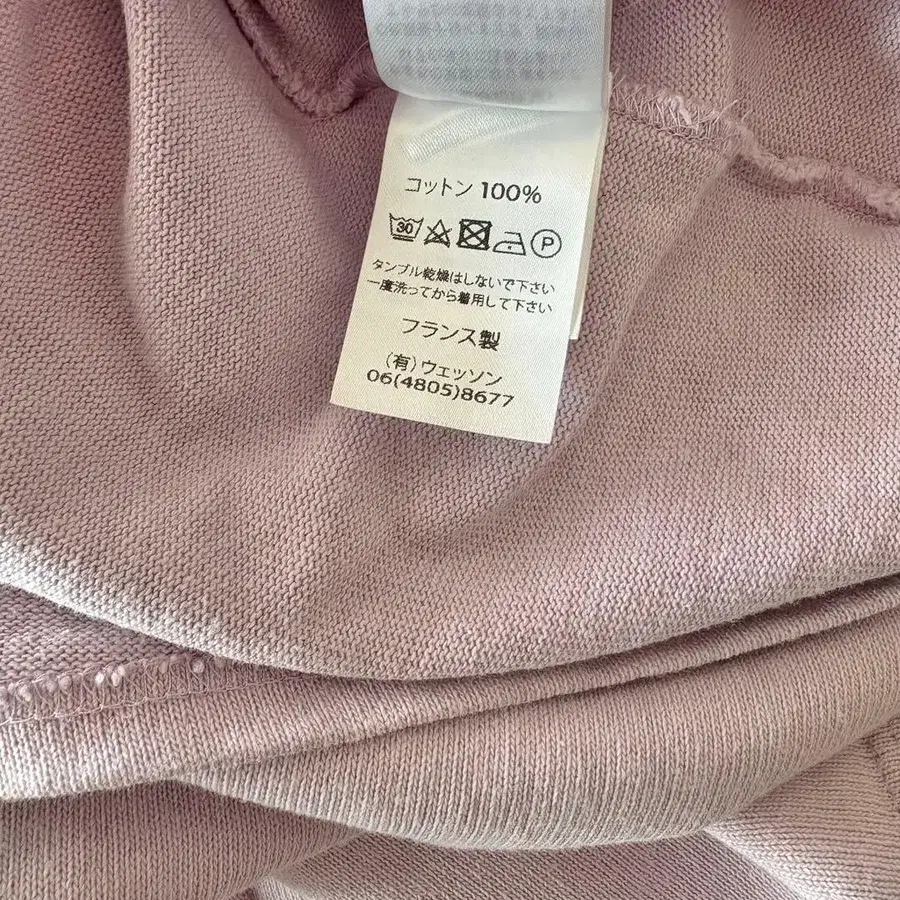 コットン 100%
30 P
タンブル乾燥はしないで下さい
一度洗ってから着用して下さい
フランス製
(有)ウェッソン
06(4805)8677